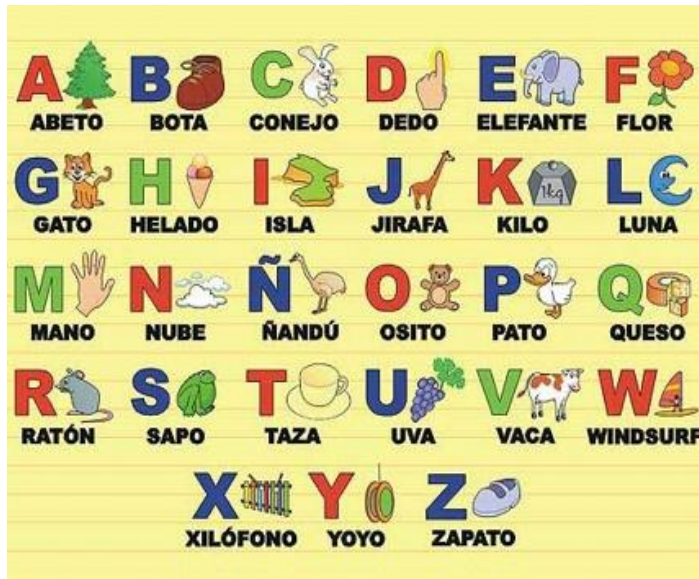 A B C D E F
ABETO BOTA CONEJO DEDO ELEFANTE FLOR
G H I J K 1kg L
GATO HELADO ISLA JIRAFA KILO LUNA
M N Ñ O P Q
MANO NUBE ÑANDÚ OSITO PATO QUESO
R S T U V W
RATÓN SAPO TAZA UVA VACA WINDSURF
X Y Z
XILÓFONO YOYO ZAPATO